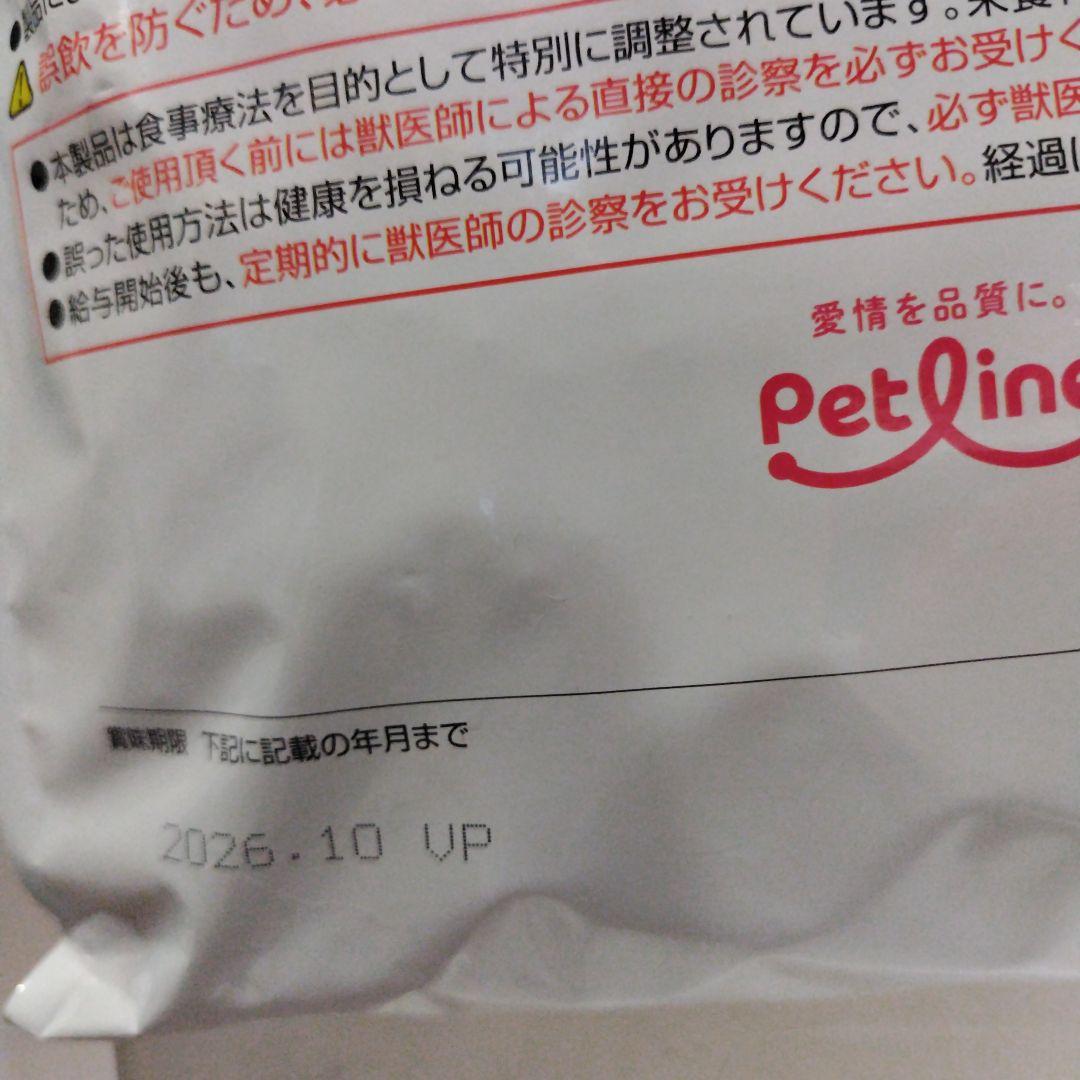 誤飲を防ぐため、
●本製品は食事療法を目的として特別に調整されています。栄養
ため、ご使用頂く前には獣医師による直接の診察を必ずお受けく
●誤った使用方法は健康を損ねる可能性がありますので、必ず獣医
●給与開始後も、定期的に獣医師の診察をお受けください。経過
愛情を品質に。
Petline
賞味期限 下記に記載の年月まで
2026.10 VP